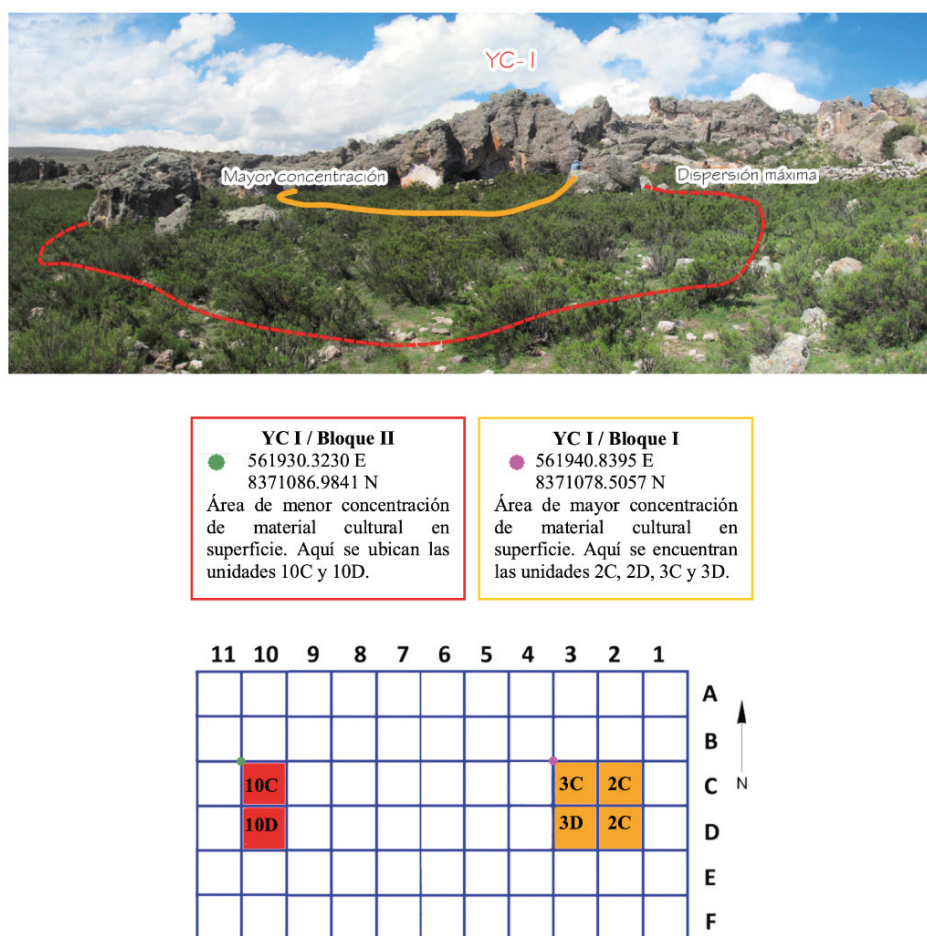 YC-1
Mayor concentración
Dispersión máxima
YC I / Bloque II
561930.3230 E
8371086.9841 N
Área de menor concentración
de material cultural en
superficie. Aquí se ubican las
unidades 10C y 10D.
YC I / Bloque I
561940.8395 E
8371078.5057 N
Área de mayor concentración
de material cultural en
superficie. Aquí se encuentran
las unidades 2C, 2D, 3C y 3D.
11 10 9 8 7 6 5 4 3 2 1
A
B
10C 3C 2C C N
10D 3D 2C D
E
F